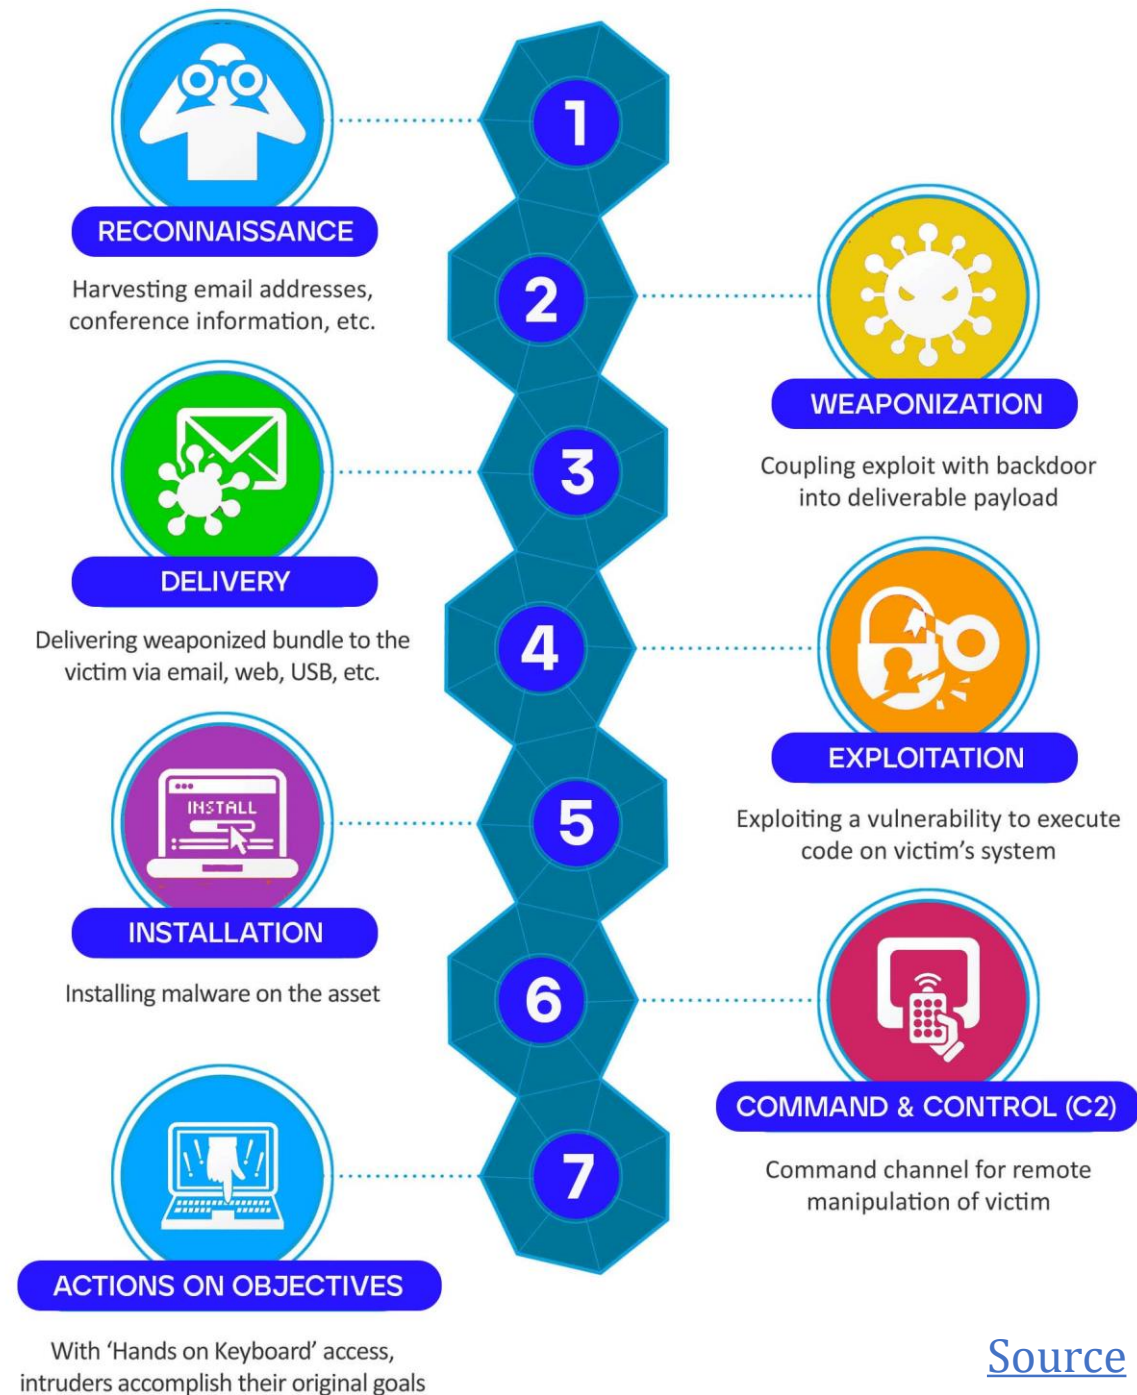 1
RECONNAISSANCE
Harvesting email addresses,
conference information, etc.
2
WEAPONIZATION
Coupling exploit with backdoor
into deliverable payload
3
DELIVERY
Delivering weaponized bundle to the
victim via email, web, USB, etc.
4
EXPLOITATION
Exploiting a vulnerability to execute
code on victim’s system
5
INSTALL
INSTALLATION
Installing malware on the asset
6
COMMAND & CONTROL (C2)
Command channel for remote
manipulation of victim
7
ACTIONS ON OBJECTIVES
With ‘Hands on Keyboard’ access,
intruders accomplish their original goals
Source